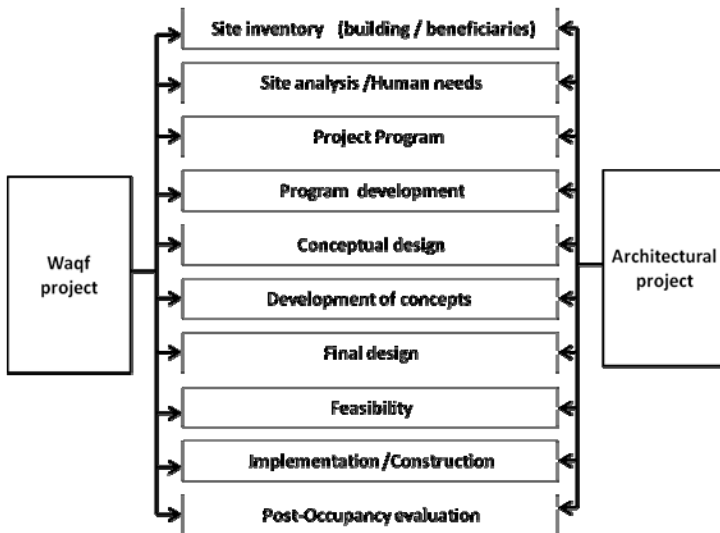 Site inventory (building / beneficiaries)
Site analysis /Human needs
Project Program
Program development
Conceptual design
Development of concepts
Final design
Feasibility
Implementation /Construction
Post-Occupancy evaluation
Waqf
project
Architectural
project